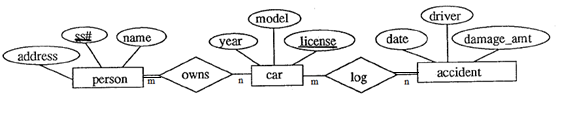 model
driver
ss#
name
year
license
date
damage_amt
address
person
m
owns
n
car
m
log
n
accident